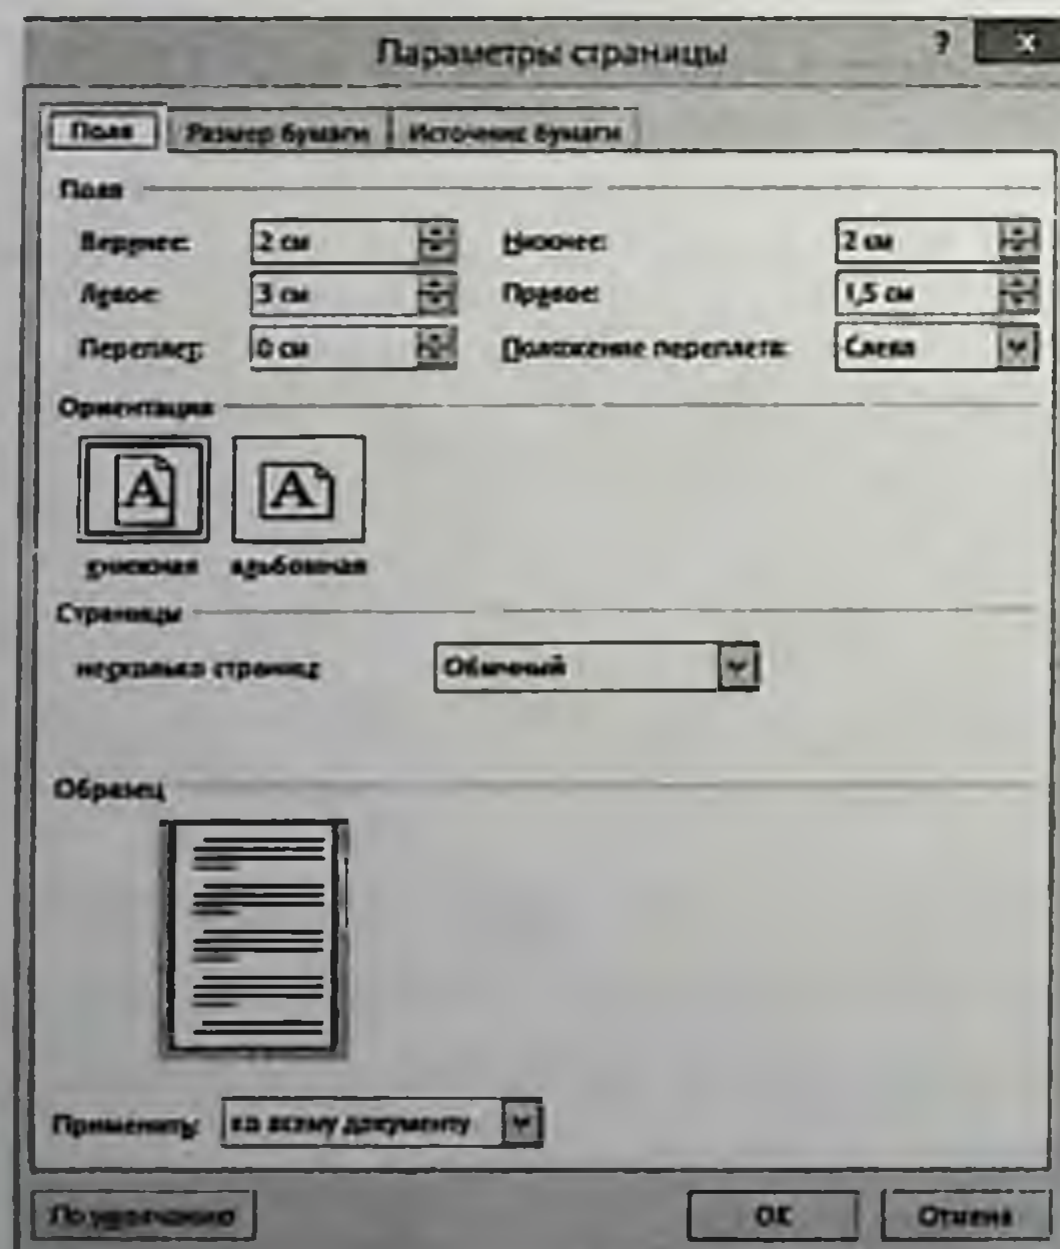 Параметры страницы ? x
Поля Размер бумаги Источник бумаги
Поля
Верхнее: 2 см Нижнее: 2 см
Левое: 3 см Правое: 1,5 см
Переплет: 0 см Положение переплета: Слева
Ориентация
A A
книжная альбомная
Страницы
несколько страниц: Обычный
Образец
Применить: ко всему документу
По умолчанию ОК Отмена